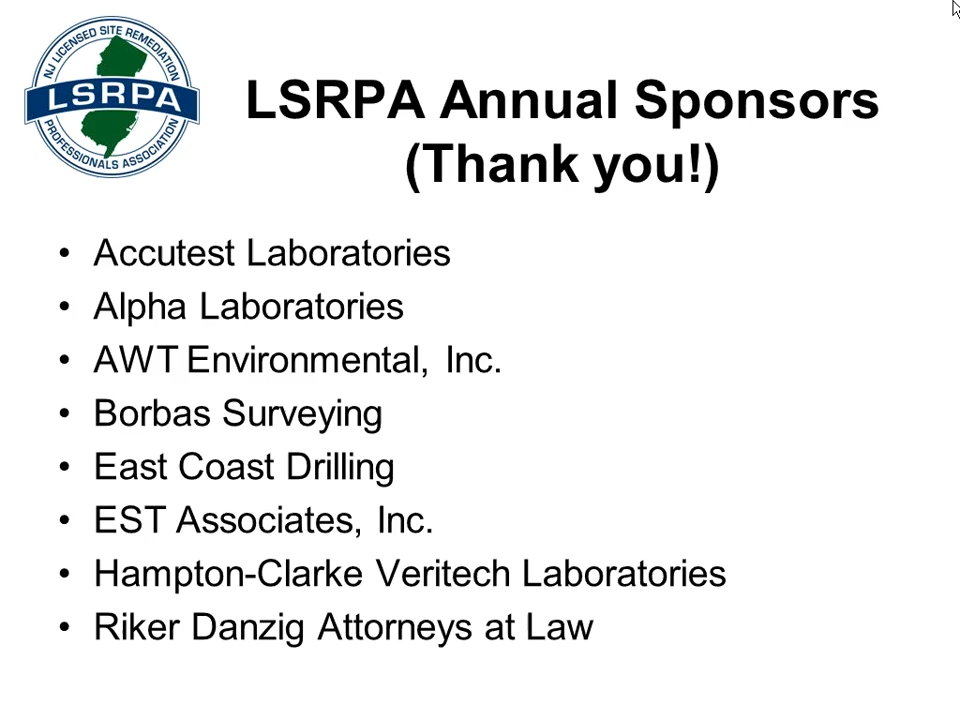 NJ LICENSED SITE REMEDIATION
LSRPA
PROFESSIONALS ASSOCIATION
LSRPA Annual Sponsors
(Thank you!)
• Accutest Laboratories
• Alpha Laboratories
• AWT Environmental, Inc.
• Borbas Surveying
• East Coast Drilling
• EST Associates, Inc.
• Hampton-Clarke Veritech Laboratories
• Riker Danzig Attorneys at Law